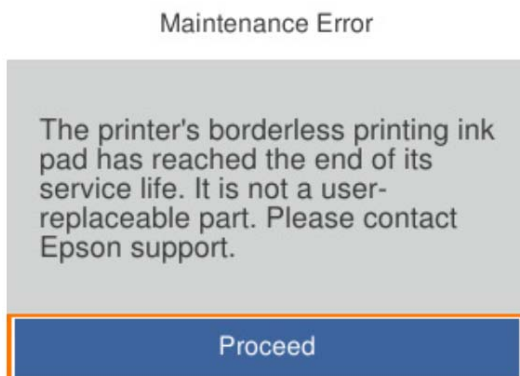 Maintenance Error
The printer's borderless printing ink
pad has reached the end of its
service life. It is not a user-
replaceable part. Please contact
Epson support.
Proceed